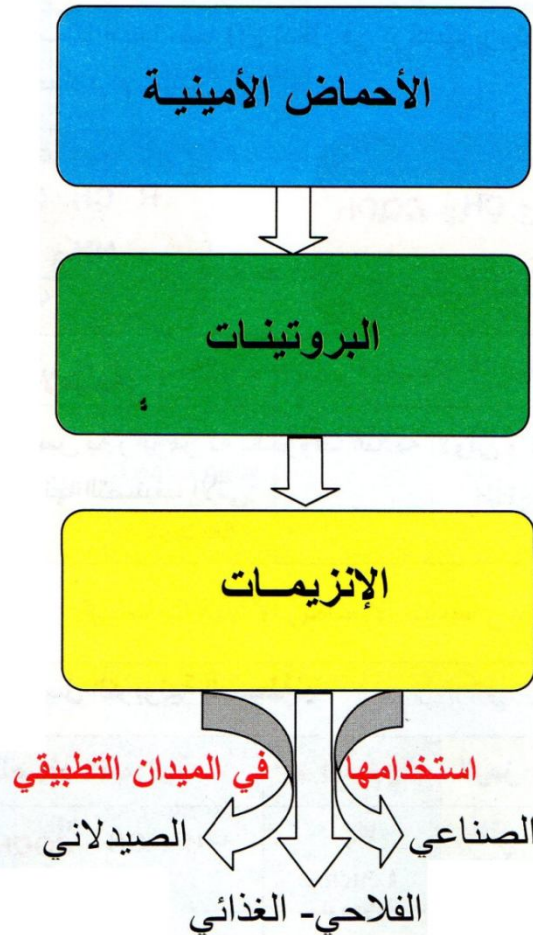 الأحماض الأمينية
البروتينات
الإنزيمات
استخدامها في الميدان التطبيقي
الصناعي
الصيدلاني
الفلاحي- الغذائي